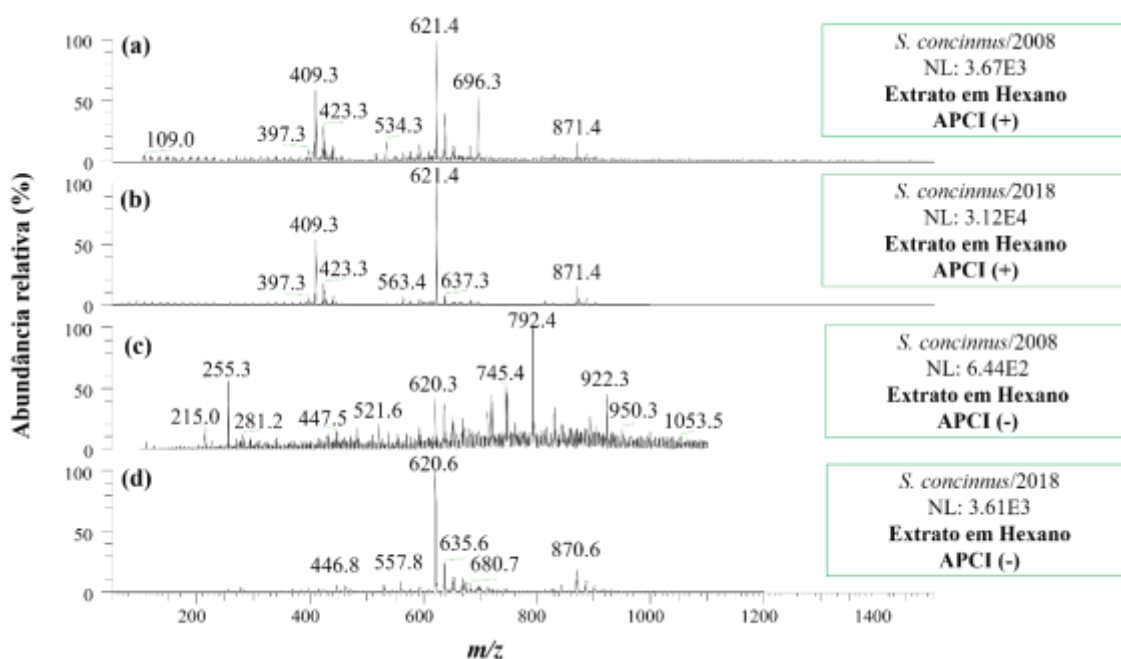 Abundância relativa (%)
(a)
100
50
0
109.0
397.3
409.3
423.3
534.3
621.4
696.3
871.4
S. concinnus/2008
NL: 3.67E3
Extrato em Hexano
APCI (+)
(b)
100
50
0
397.3
409.3
423.3
563.4
621.4
637.3
871.4
S. concinnus/2018
NL: 3.12E4
Extrato em Hexano
APCI (+)
(c)
100
50
0
215.0
255.3
281.2
447.5
521.6
620.3
745.4
792.4
922.3
950.3
1053.5
S. concinnus/2008
NL: 6.44E2
Extrato em Hexano
APCI (-)
(d)
100
50
0
446.8
557.8
620.6
635.6
680.7
870.6
S. concinnus/2018
NL: 3.61E3
Extrato em Hexano
APCI (-)
200 400 600 800 1000 1200 1400
m/z